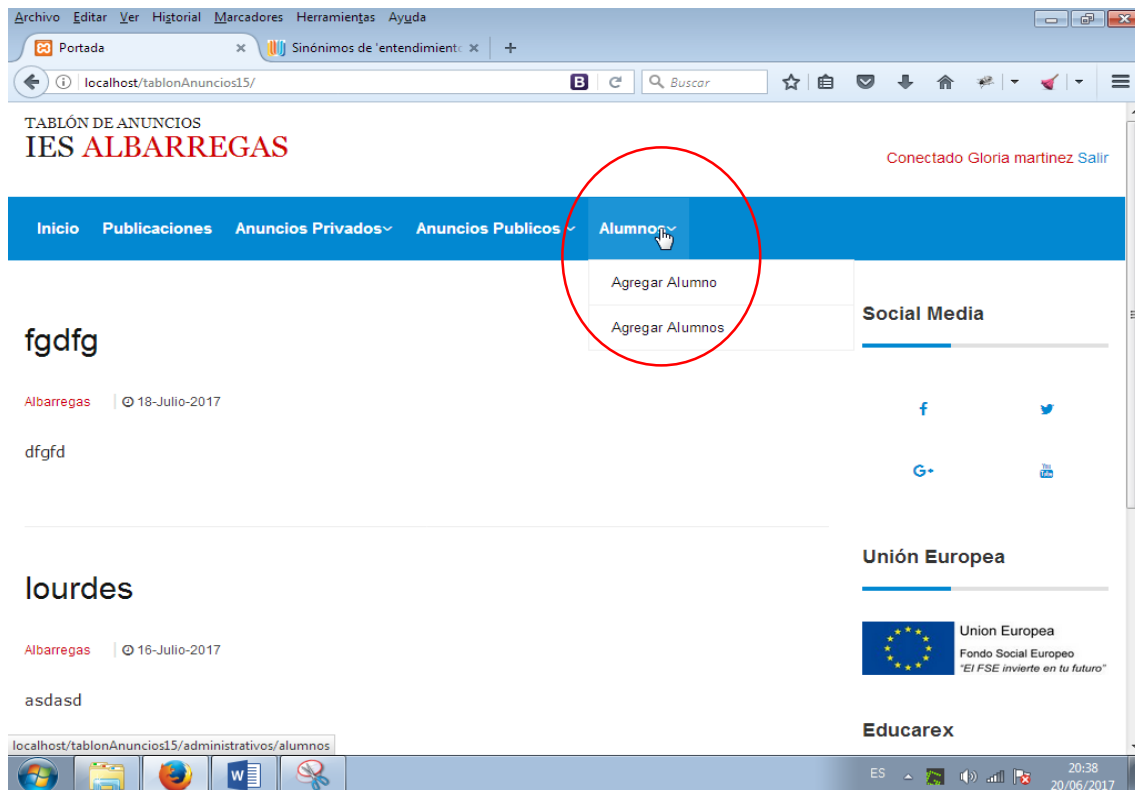 Archivo Editar Ver Historial Marcadores Herramientas Ayuda
Portada
Sinónimos de 'entendimiento
localhost/tablonAnuncios15/
B
Buscar
TABLÓN DE ANUNCIOS
IES ALBARREGAS
Conectado Gloria martinez Salir
Inicio Publicaciones Anuncios Privados Anuncios Publicos Alumnos
Agregar Alumno
Agregar Alumnos
Social Media
fgdfg
Albarregas 18-Julio-2017
dfgfd
f
G+
You Tube
Unión Europea
lourdes
Union Europea
Fondo Social Europeo
"El FSE invierte en tu futuro"
Albarregas 16-Julio-2017
asdasd
Educarex
localhost/tablonAnuncios15/administrativos/alumnos
W
ES
20:38
20/06/2017